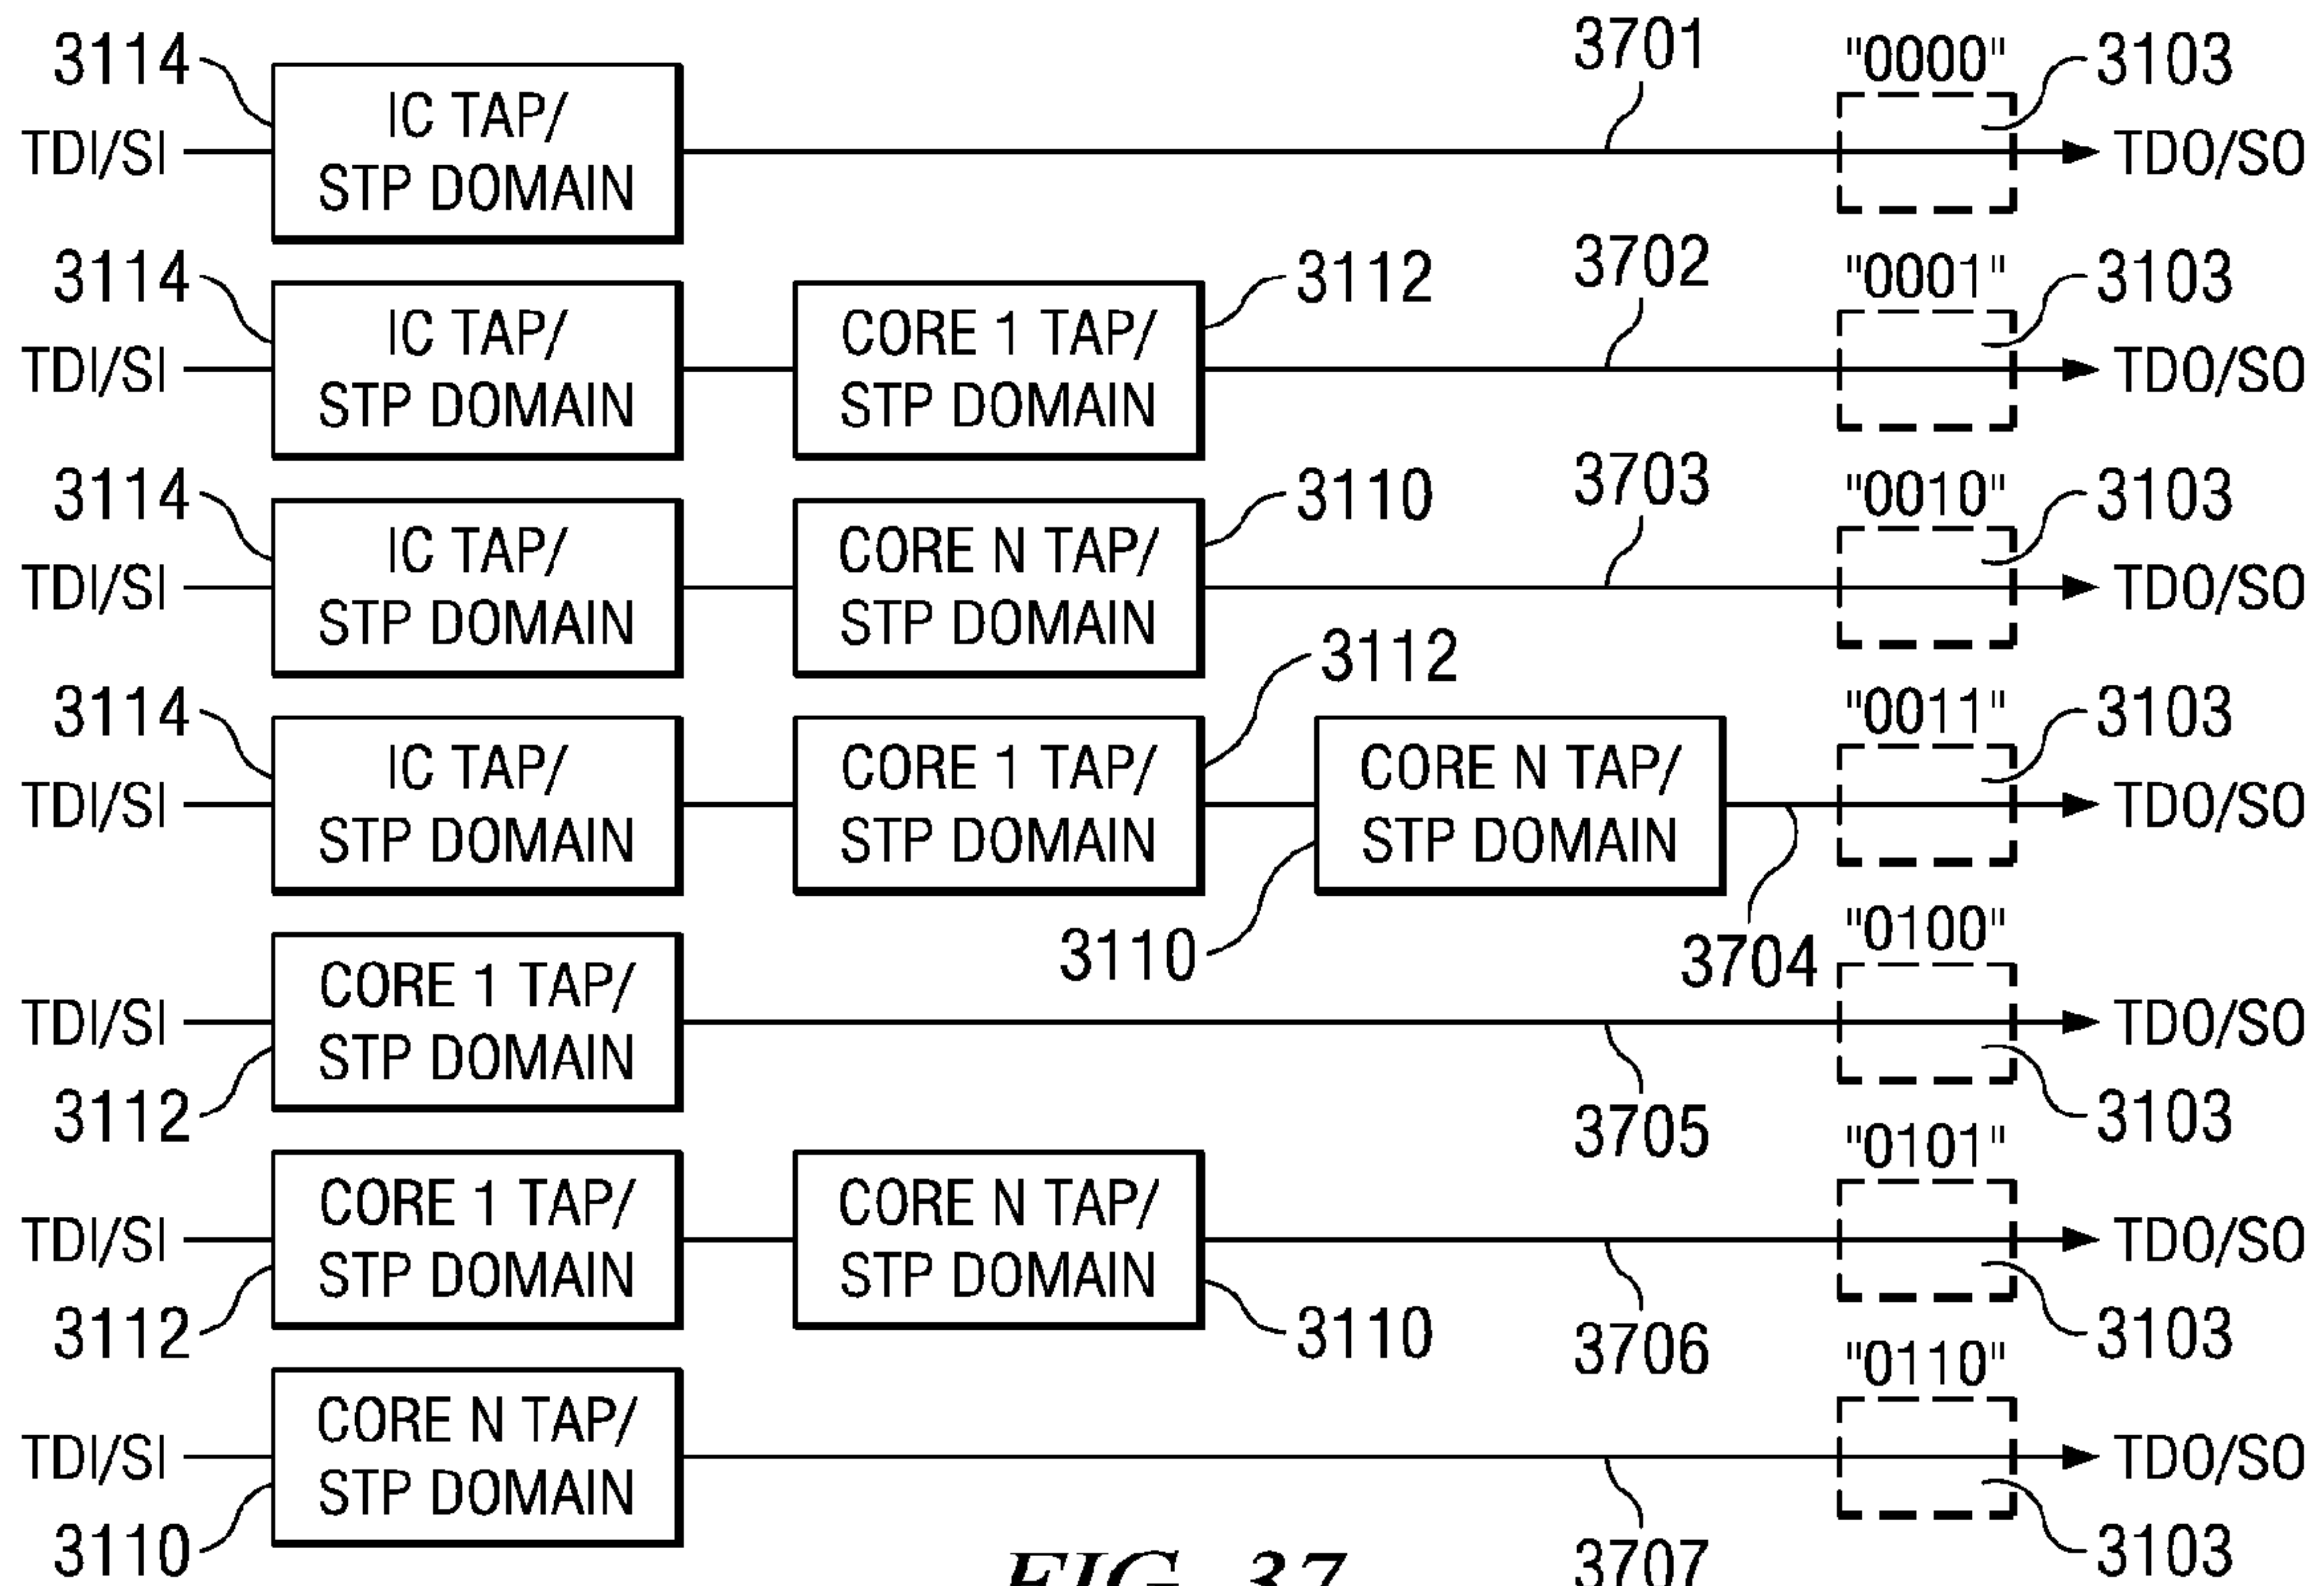 3114
3701
"0000"
3103
TDI/SI
IC TAP/
STP DOMAIN
TDO/SO
3114
3112
3702
"0001"
3103
TDI/SI
IC TAP/
STP DOMAIN
CORE 1 TAP/
STP DOMAIN
TDO/SO
3114
3110
3703
"0010"
3103
TDI/SI
IC TAP/
STP DOMAIN
CORE N TAP/
STP DOMAIN
TDO/SO
3114
3112
"0011"
3103
TDI/SI
IC TAP/
STP DOMAIN
CORE 1 TAP/
STP DOMAIN
CORE N TAP/
STP DOMAIN
TDO/SO
3110
3704
"0100"
TDI/SI
CORE 1 TAP/
STP DOMAIN
TDO/SO
3112
3705
3103
"0101"
TDI/SI
CORE 1 TAP/
STP DOMAIN
CORE N TAP/
STP DOMAIN
TDO/SO
3112
3110
3706
3103
"0110"
TDI/SI
CORE N TAP/
STP DOMAIN
TDO/SO
3110
3707
3103
FIG. 37